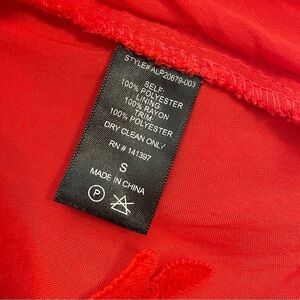 STYLE# ALP20679-003
SELF:
100% POLYESTER
LINING:
100% RAYON
TRIM:
100% POLYESTER
DRY CLEAN ONLY
RN # 141397
S
MADE IN CHINA
P